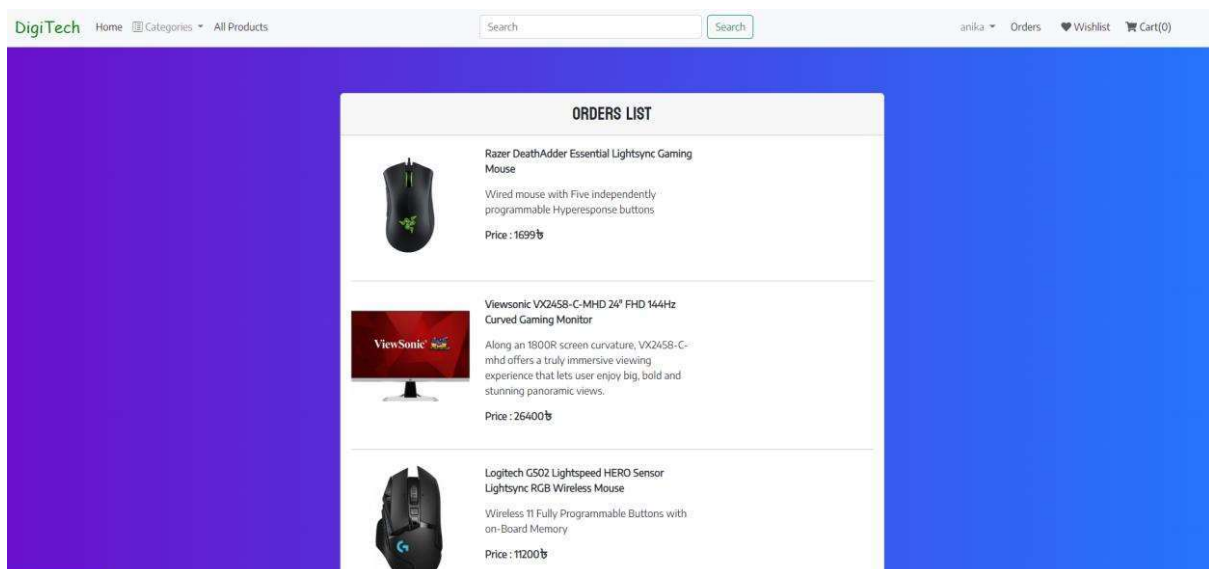 DigiTech Home Categories All Products Search Search anika Orders Wishlist Cart(0)
ORDERS LIST
Razer DeathAdder Essential Lightsync Gaming
Mouse
Wired mouse with Five independently
programmable Hyperesponse buttons
Price : 1699৳
Viewsonic VX2458-C-MHD 24" FHD 144Hz
Curved Gaming Monitor
ViewSonic
Along an 1800R screen curvature, VX2458-C-
mhd offers a truly immersive viewing
experience that lets user enjoy big, bold and
stunning panoramic views.
Price : 26400৳
Logitech G502 Lightspeed HERO Sensor
Lightsync RGB Wireless Mouse
Wireless 11 Fully Programmable Buttons with
on-Board Memory
Price : 11200৳